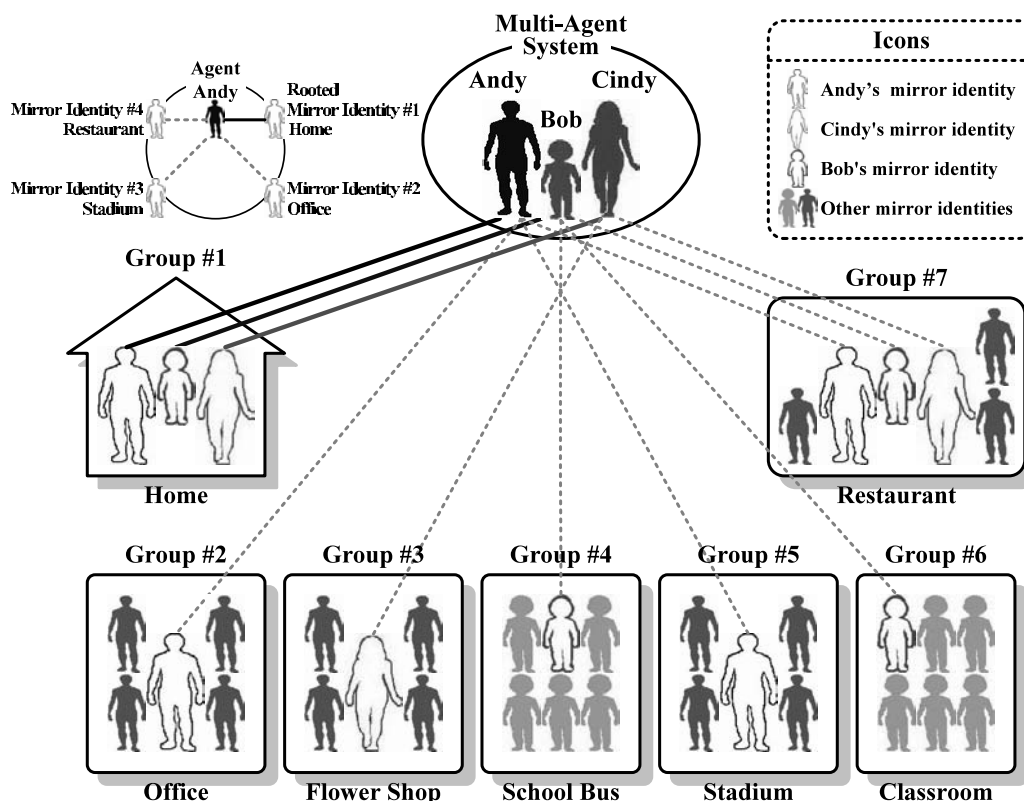 Multi-Agent
System
Andy
Cindy
Bob
Agent
Andy
Mirror Identity #4
Restaurant
Rooted
Mirror Identity #1
Home
Mirror Identity #3
Stadium
Mirror Identity #2
Office
Icons
Andy's mirror identity
Cindy's mirror identity
Bob's mirror identity
Other mirror identities
Group #1
Home
Group #7
Restaurant
Group #2
Group #3
Group #4
Group #5
Group #6
Office
Flower Shop
School Bus
Stadium
Classroom